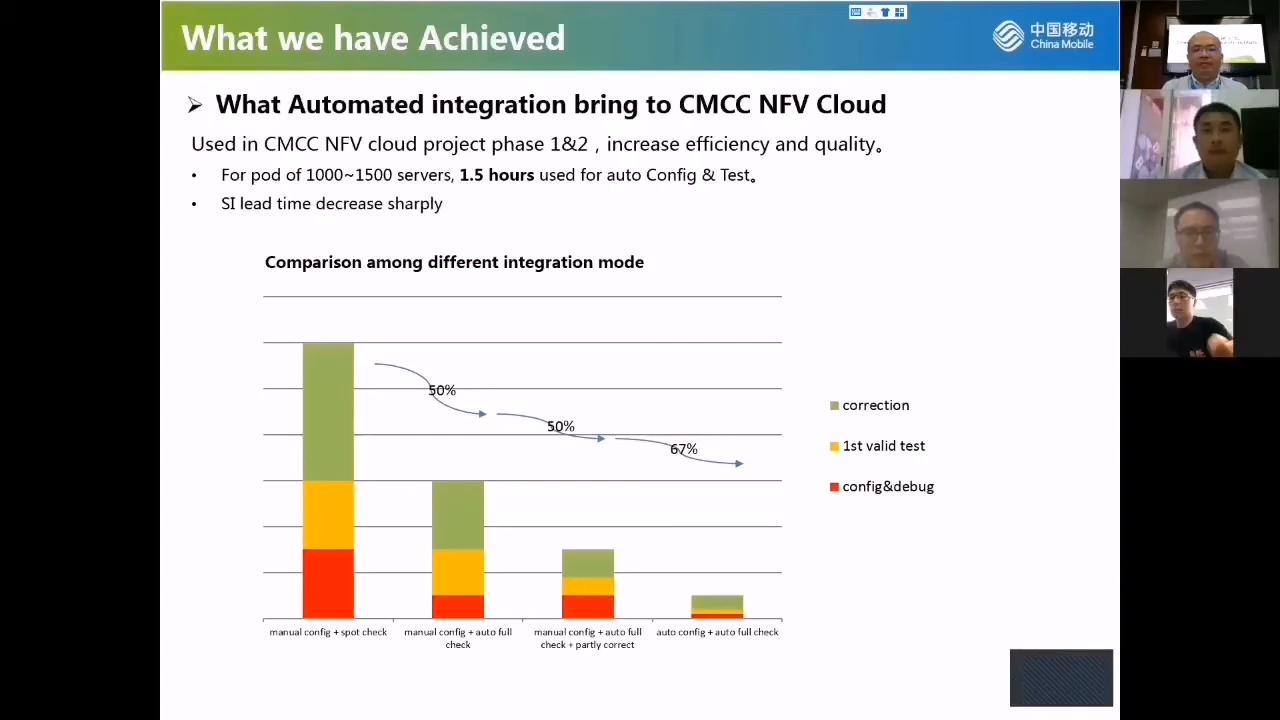 What we have Achieved
中国移动
China Mobile
➢ What Automated integration bring to CMCC NFV Cloud
Used in CMCC NFV cloud project phase 1&2，increase efficiency and quality。
• For pod of 1000~1500 servers, 1.5 hours used for auto Config & Test。
• SI lead time decrease sharply
Comparison among different integration mode
50%
50%
67%
correction
1st valid test
config&debug
manual config + spot check
manual config + auto full
check
manual config + auto full
check + partly correct
auto config + auto full check